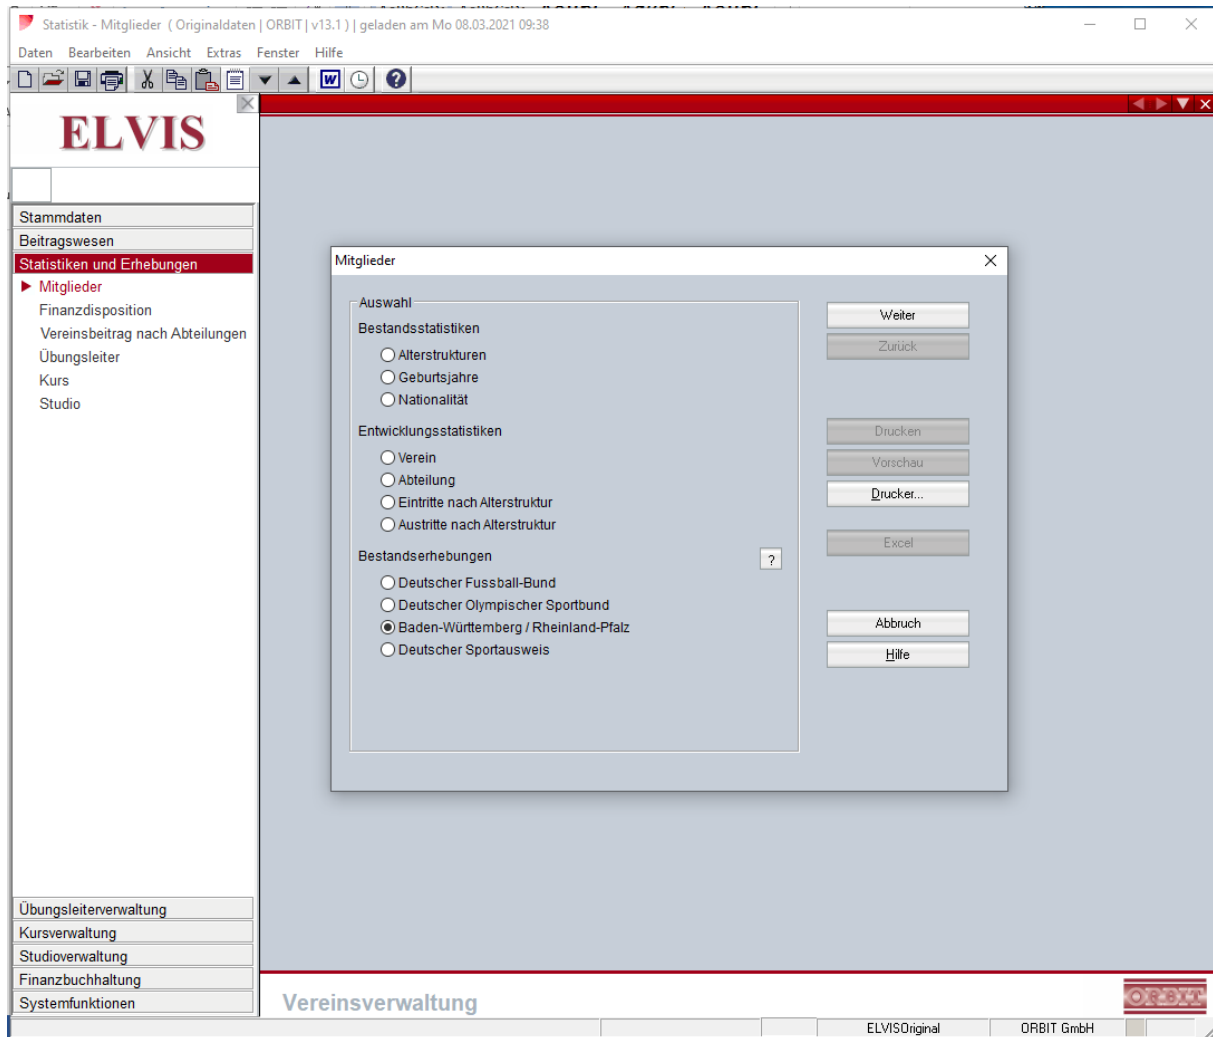 Statistik - Mitglieder ( Originaldaten | ORBIT | v13.1 ) | geladen am Mo 08.03.2021 09:38
Daten Bearbeiten Ansicht Extras Fenster Hilfe
ELVIS
Stammdaten
Beitragswesen
Statistiken und Erhebungen
Mitglieder
Finanzdisposition
Vereinsbeitrag nach Abteilungen
Übungsleiter
Kurs
Studio
Übungsleiterverwaltung
Kursverwaltung
Studioverwaltung
Finanzbuchhaltung
Systemfunktionen
Mitglieder
Auswahl
Bestandsstatistiken
Alterstrukturen
Geburtsjahre
Nationalität
Entwicklungsstatistiken
Verein
Abteilung
Eintritte nach Alterstruktur
Austritte nach Alterstruktur
Bestandserhebungen
?
Deutscher Fussball-Bund
Deutscher Olympischer Sportbund
Baden-Württemberg / Rheinland-Pfalz
Deutscher Sportausweis
Weiter
Zurück
Drucken
Vorschau
Drucker...
Excel
Abbruch
Hilfe
Vereinsverwaltung
ORBIT
ELVISOriginal
ORBIT GmbH